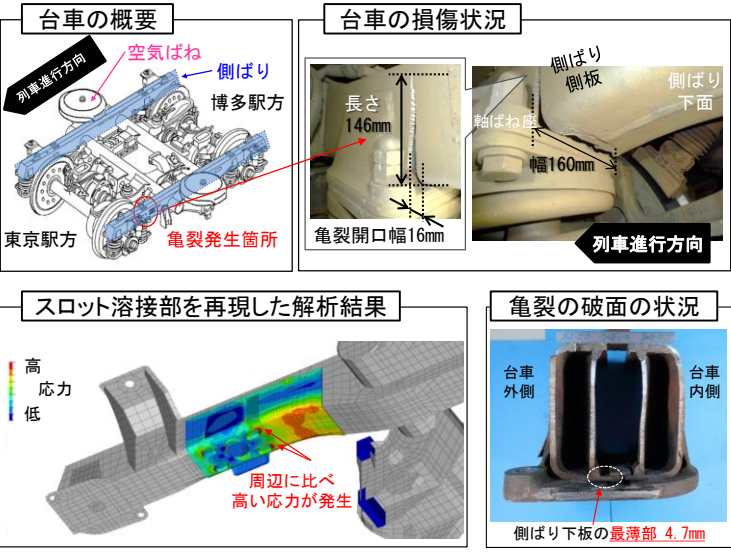 台車の概要
空気ばね
列車進行方向
側ばり
博多駅方
東京駅方
亀裂発生箇所
台車の損傷状況
長さ
146mm
亀裂開口幅16mm
側ばり
側板
側ばり
下面
軸ばね座
幅160mm
列車進行方向
スロット溶接部を再現した解析結果
高
応力
低
周辺に比べ
高い応力が発生
亀裂の破面の状況
台車
外側
台車
内側
側ばり下板の最薄部 4.7mm